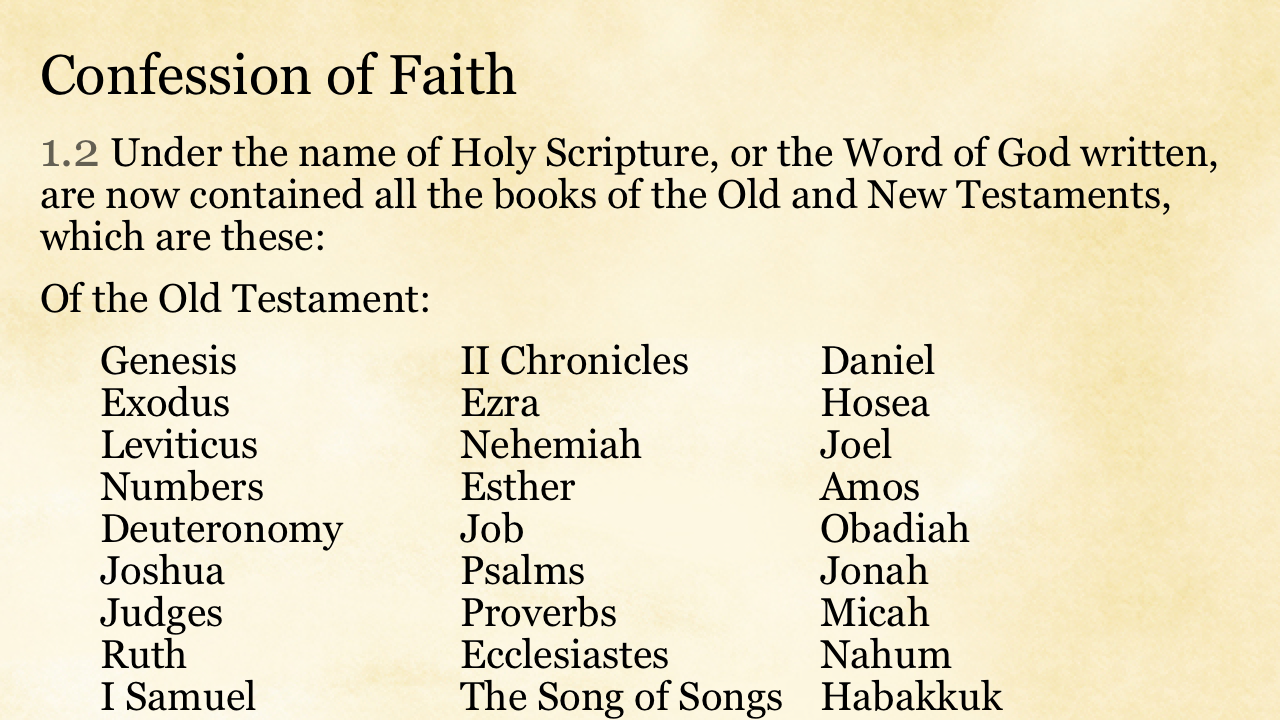 Confession of Faith
1.2 Under the name of Holy Scripture, or the Word of God written,
are now contained all the books of the Old and New Testaments,
which are these:
Of the Old Testament:
Genesis
Exodus
Leviticus
Numbers
Deuteronomy
Joshua
Judges
Ruth
I Samuel
II Chronicles
Ezra
Nehemiah
Esther
Job
Psalms
Proverbs
Ecclesiastes
The Song of Songs
Daniel
Hosea
Joel
Amos
Obadiah
Jonah
Micah
Nahum
Habakkuk